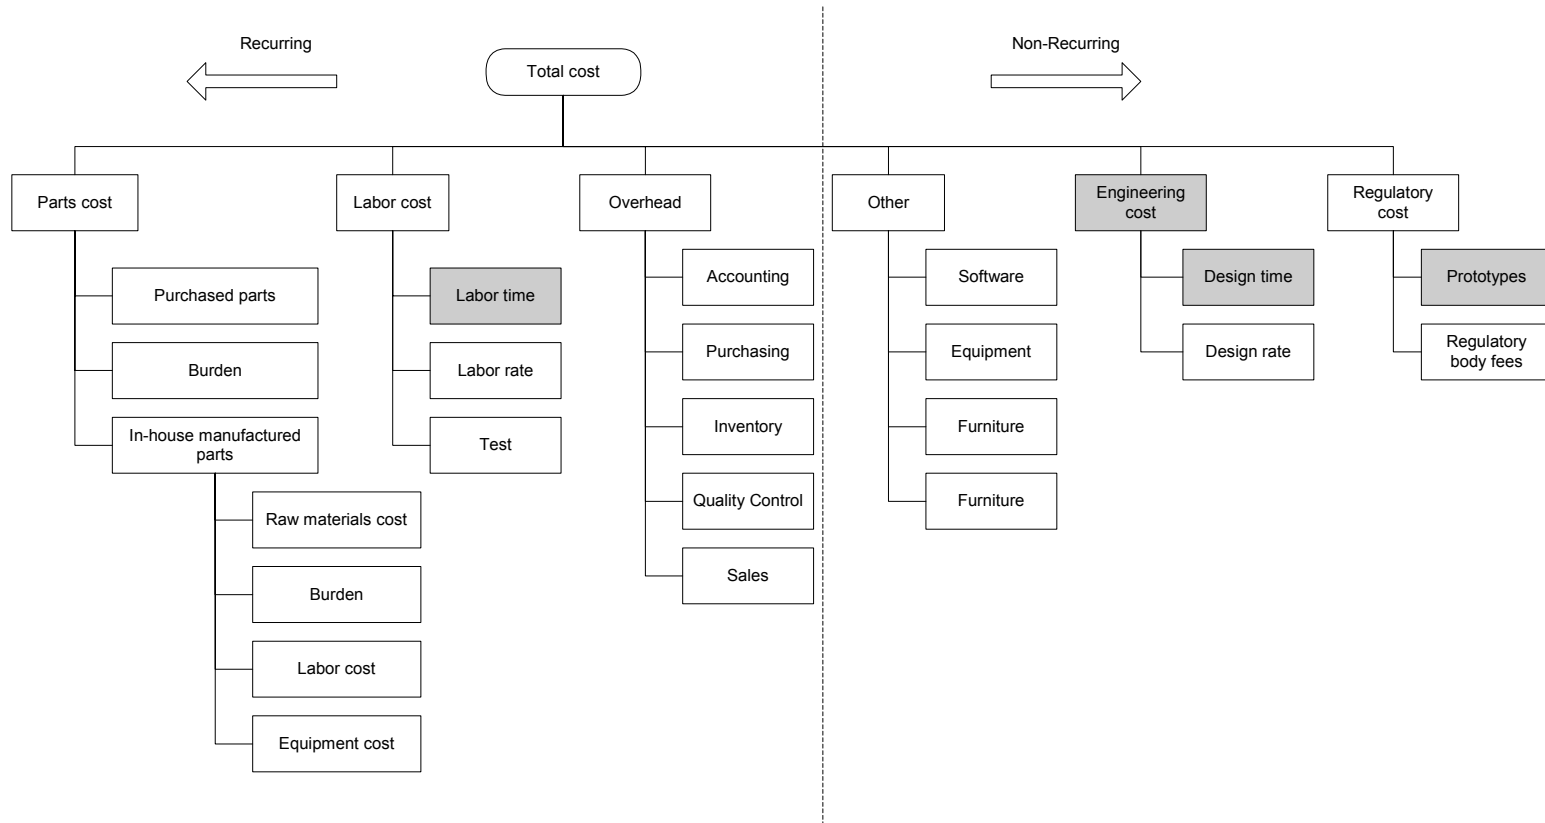 Recurring
Total cost
Non-Recurring
Parts cost
Labor cost
Overhead
Other
Engineering
cost
Regulatory
cost
Purchased parts
Burden
In-house manufactured
parts
Raw materials cost
Burden
Labor cost
Equipment cost
Labor time
Labor rate
Test
Accounting
Purchasing
Inventory
Quality Control
Sales
Software
Equipment
Furniture
Furniture
Design time
Design rate
Prototypes
Regulatory
body fees